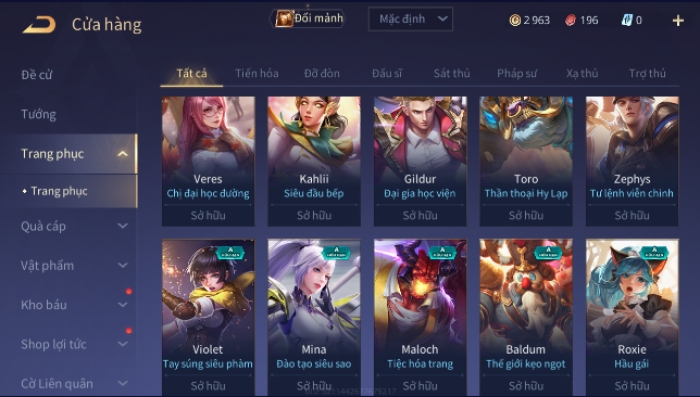 Cửa hàng
Đổi mảnh
Mặc định
2 963
196
0
Đề cử
Tướng
Trang phục
Trang phục
Quà cáp
Vật phẩm
Kho báu
Shop lợi tức
Cờ Liên quân
Tất cả
Tiến hóa
Đỡ đòn
Đấu sĩ
Sát thủ
Pháp sư
Xạ thủ
Trợ thủ
Veres
Chị đại học đường
Sở hữu
Kahlii
Siêu đầu bếp
Sở hữu
Gildur
Đại gia học viện
Sở hữu
Toro
Thần thoại Hy Lạp
Sở hữu
Zephys
Tư lệnh viễn chinh
Sở hữu
A
Violet
Tay súng siêu phàm
Sở hữu
A
Mina
Đào tạo siêu sao
Sở hữu
A
Maloch
Tiệc hóa trang
Sở hữu
A
Baldum
Thế giới kẹo ngọt
Sở hữu
A
Roxie
Hầu gái
Sở hữu